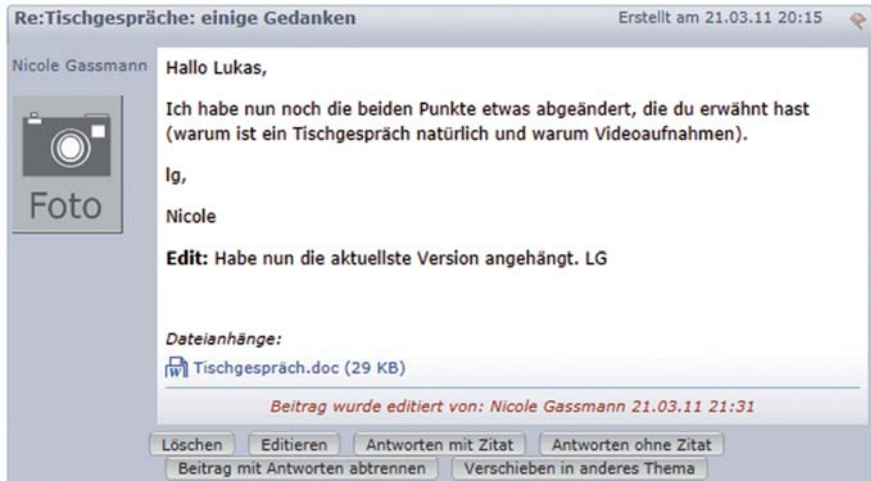 Re:Tischgespräche: einige Gedanken Erstellt am 21.03.11 20:15
Nicole Gassmann
Foto
Hallo Lukas,
Ich habe nun noch die beiden Punkte etwas abgeändert, die du erwähnt hast
(warum ist ein Tischgespräch natürlich und warum Videoaufnahmen).
lg,
Nicole
Edit: Habe nun die aktuellste Version angehängt. LG
Dateianhänge:
Tischgespräch.doc (29 KB)
Beitrag wurde editiert von: Nicole Gassmann 21.03.11 21:31
Löschen Editieren Antworten mit Zitat Antworten ohne Zitat
Beitrag mit Antworten abtrennen Verschieben in anderes Thema